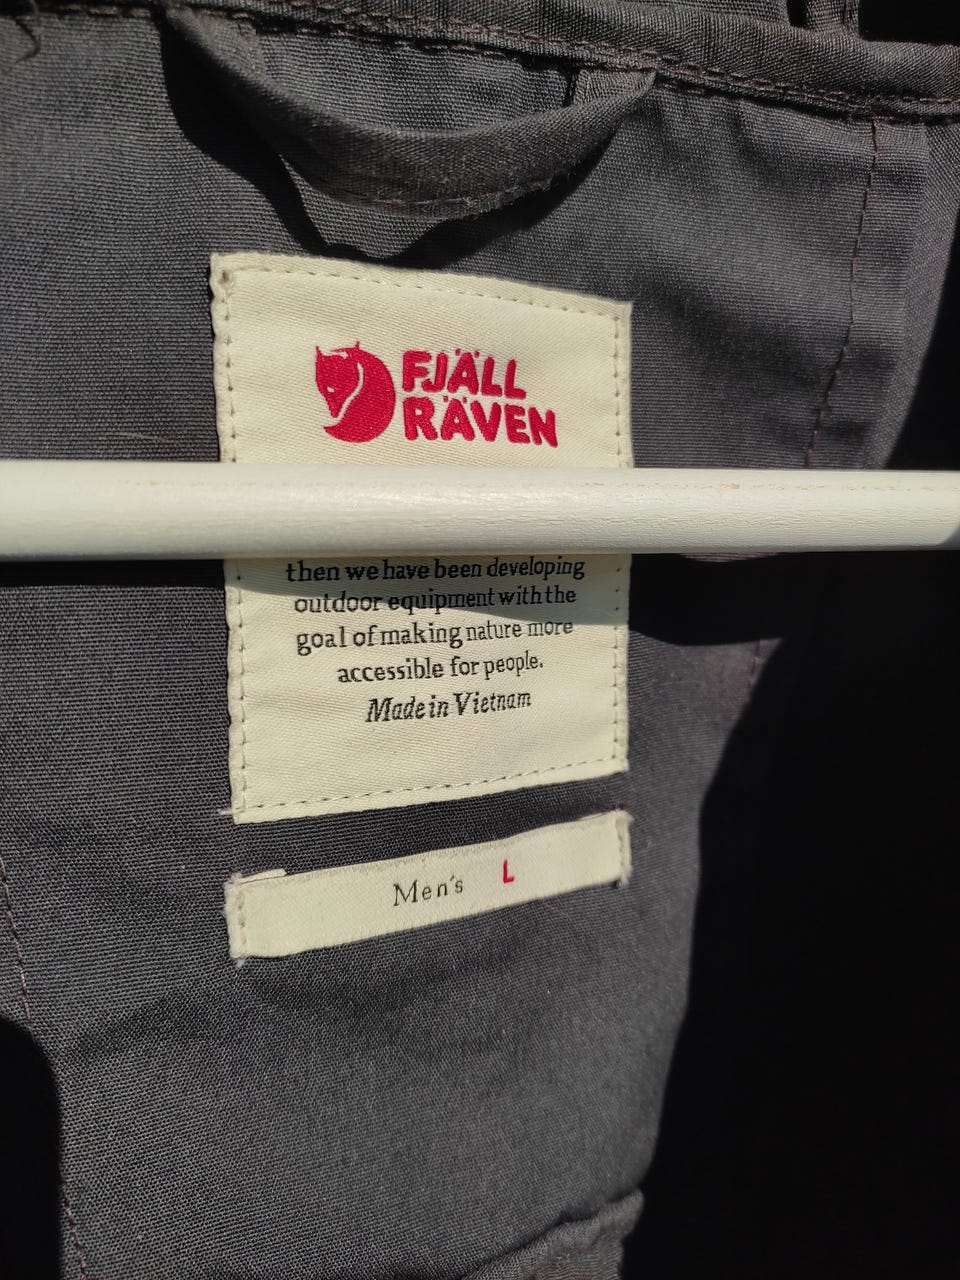 FJÄLL
RÄVEN
then we have been developing
outdoor equipment with the
goal of making nature more
accessible for people.
Made in Vietnam
Men's L